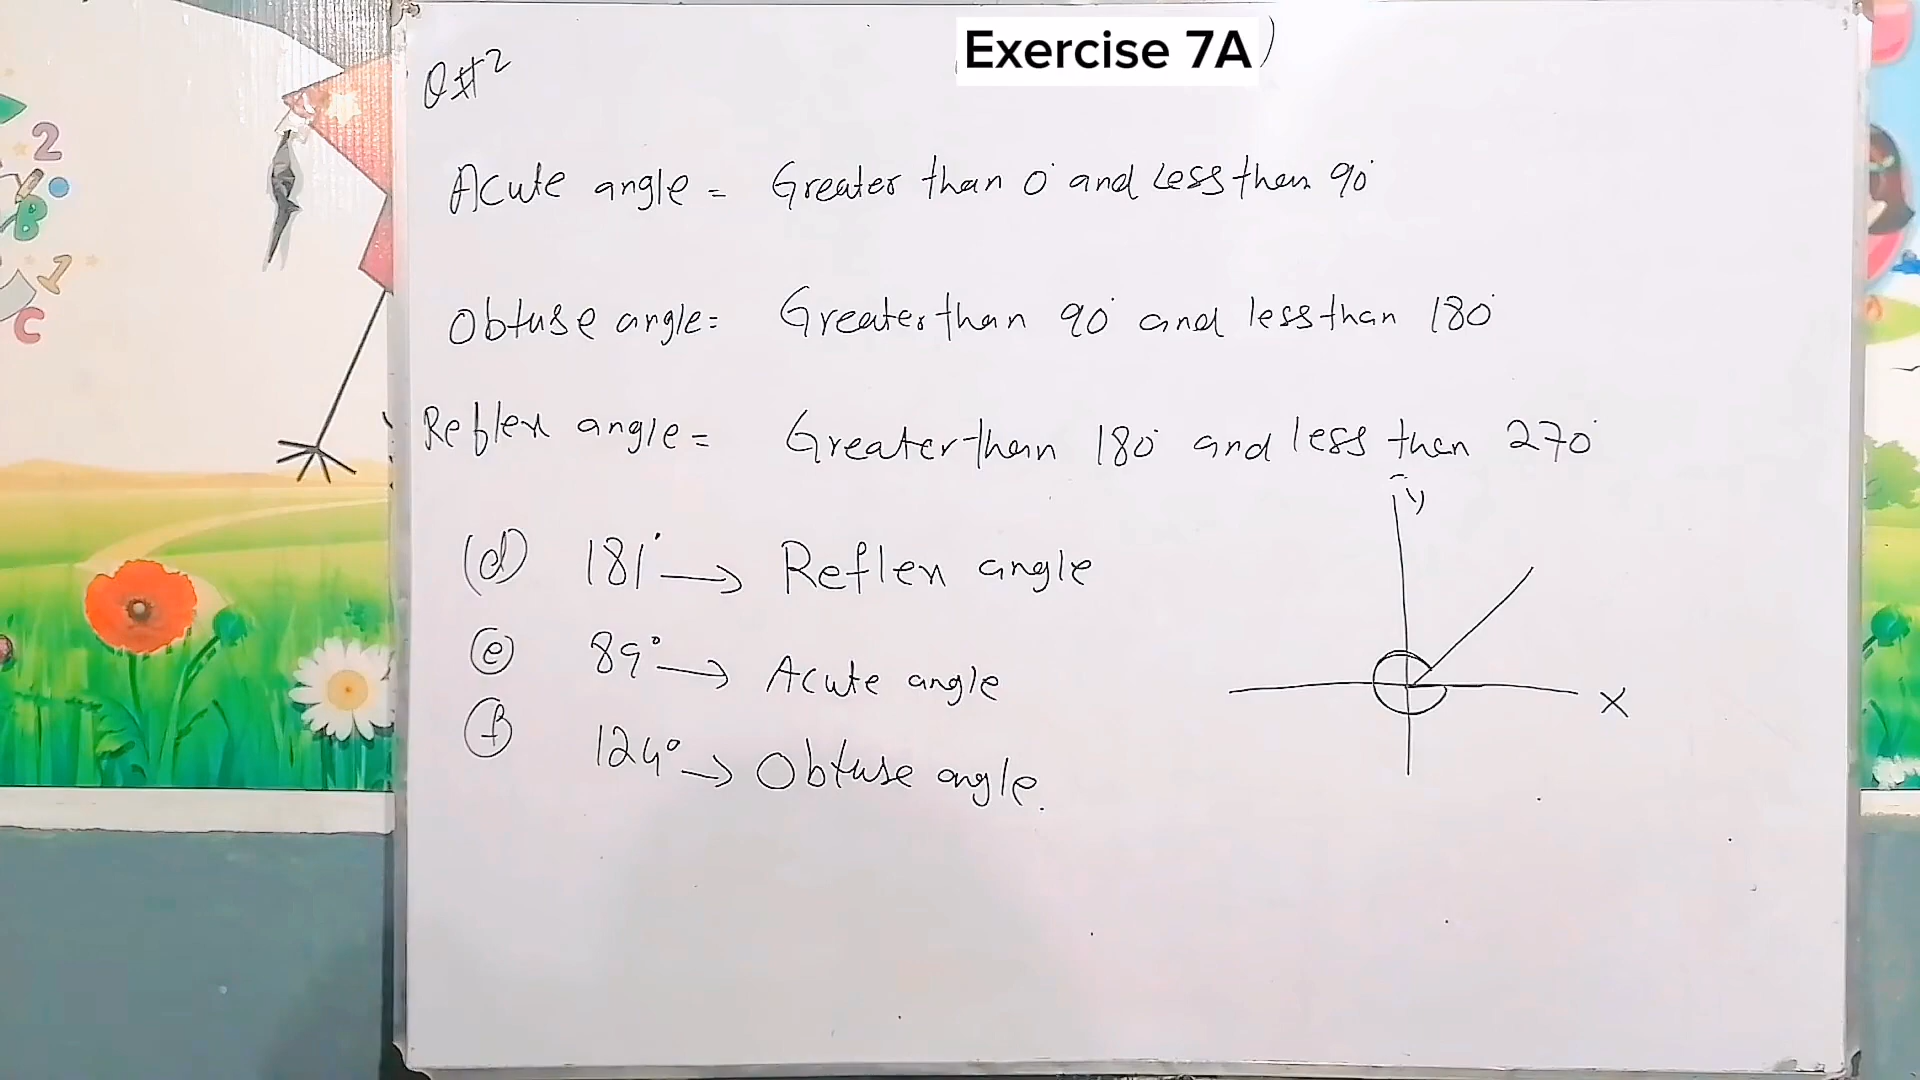 Exercise 7A
Q#2
Acute angle = Greater than 0° and Less than 90°
Obtuse angle = Greater than 90° and less than 180°
Reflex angle = Greater than 180° and less than 270°
(d) 181° → Reflex angle
(e) 89° → Acute angle
(f) 124° → Obtuse angle.
y
X
2
B
1
C